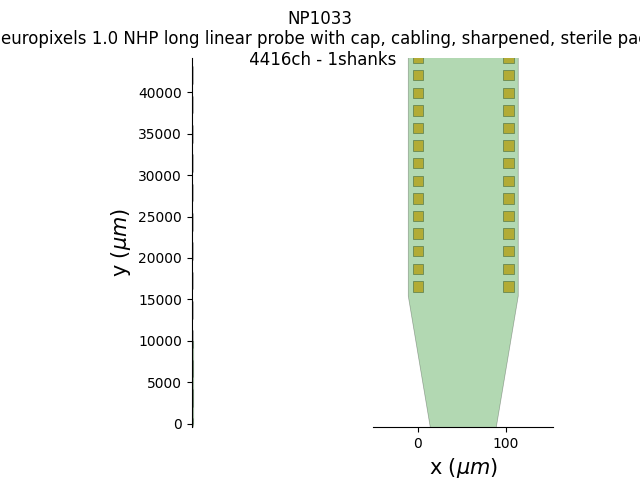 NP1033
europixels 1.0 NHP long linear probe with cap, cabling, sharpened, sterile pa
4416ch - 1shanks
40000
35000
30000
25000
20000
15000
10000
5000
0
y (μm)
0 100
x (μm)